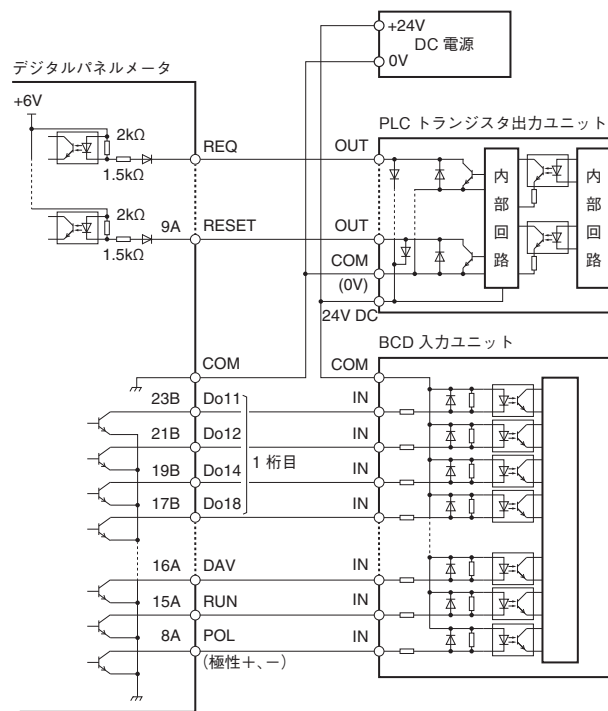 +24V
DC 電源
0V
デジタルパネルメータ
+6V
2kΩ
1.5kΩ
REQ
PLC トランジスタ出力ユニット
OUT
内部回路
内部回路
2kΩ
1.5kΩ
9A
RESET
OUT
COM
(0V)
24V DC
BCD 入力ユニット
COM
COM
23B
Do11
IN
21B
Do12
IN
1 桁目
19B
Do14
IN
17B
Do18
IN
16A
DAV
IN
15A
RUN
IN
8A
POL
IN
(極性＋、－)